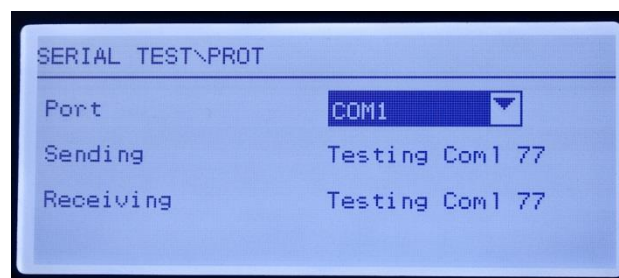 SERIAL TEST\PROT
Port COM1
Sending Testing Com1 77
Receiving Testing Com1 77